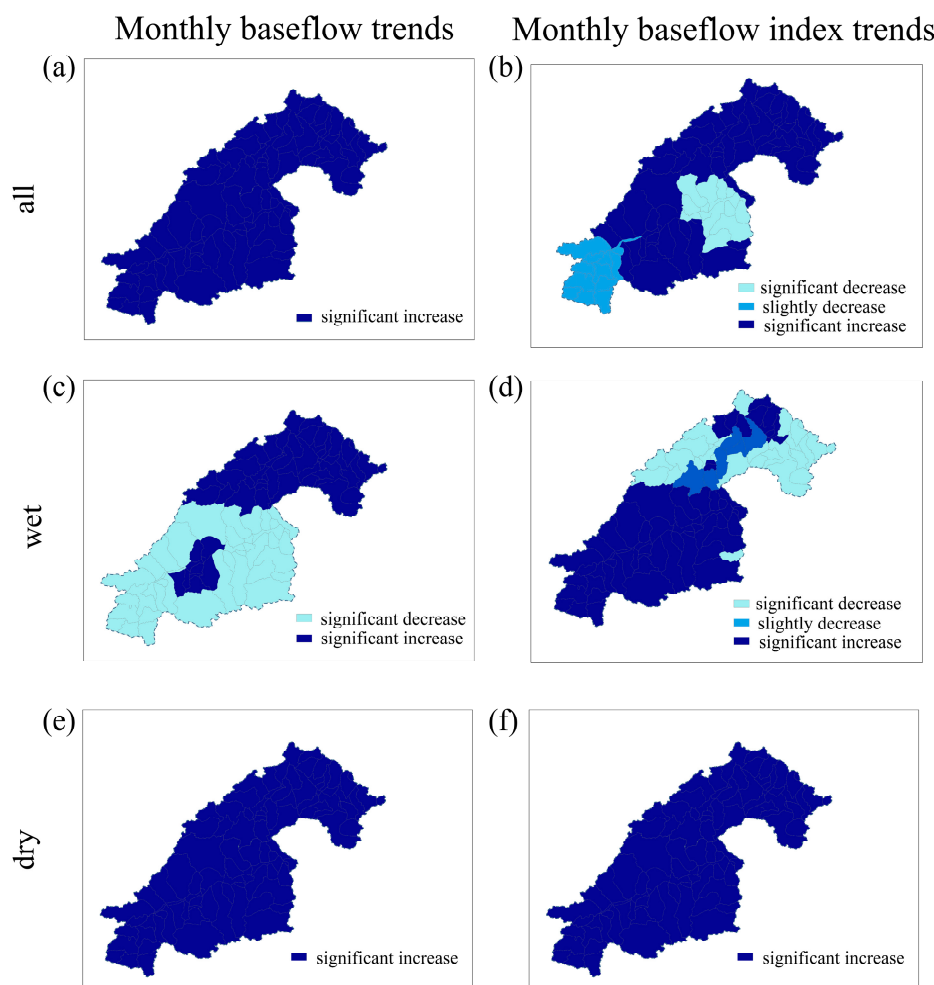 Monthly baseflow trends
Monthly baseflow index trends
(a)
(b)
all
significant increase
significant decrease
slightly decrease
significant increase
(c)
(d)
wet
significant decrease
significant increase
significant decrease
slightly decrease
significant increase
(e)
(f)
dry
significant increase
significant increase